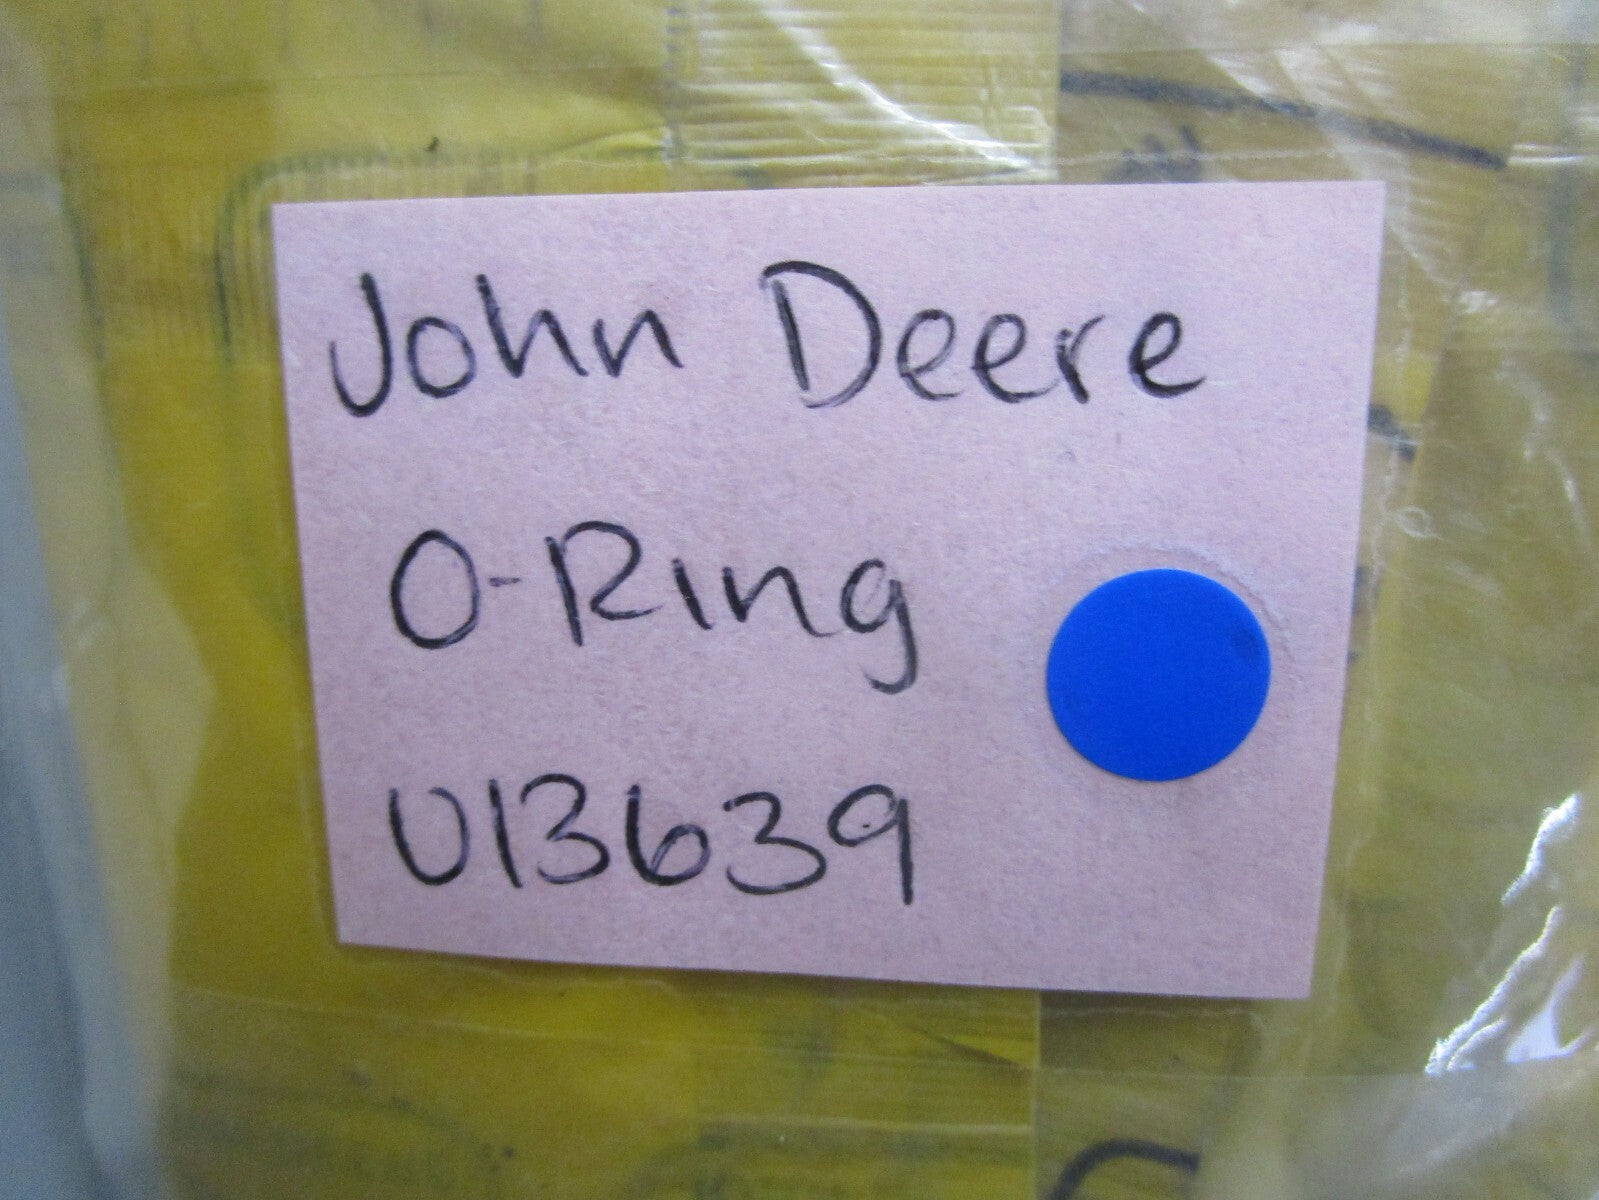 John Deere
O-Ring
U13639